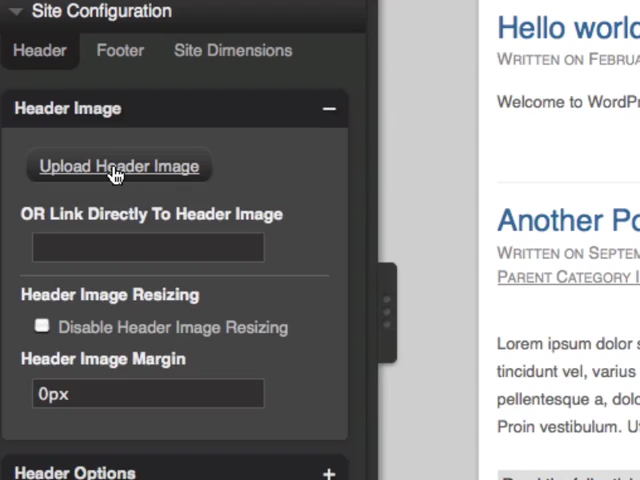 Site Configuration
Header Footer Site Dimensions
Header Image
Upload Header Image
OR Link Directly To Header Image
Header Image Resizing
Disable Header Image Resizing
Header Image Margin
0px
Header Options
Hello world
WRITTEN ON
Welcome to
Another
WRITTEN ON
PARENT CATEGORY
Lorem ipsum dolor
tincidunt vel, varius
pellentesque a,
Proin vestibulum.